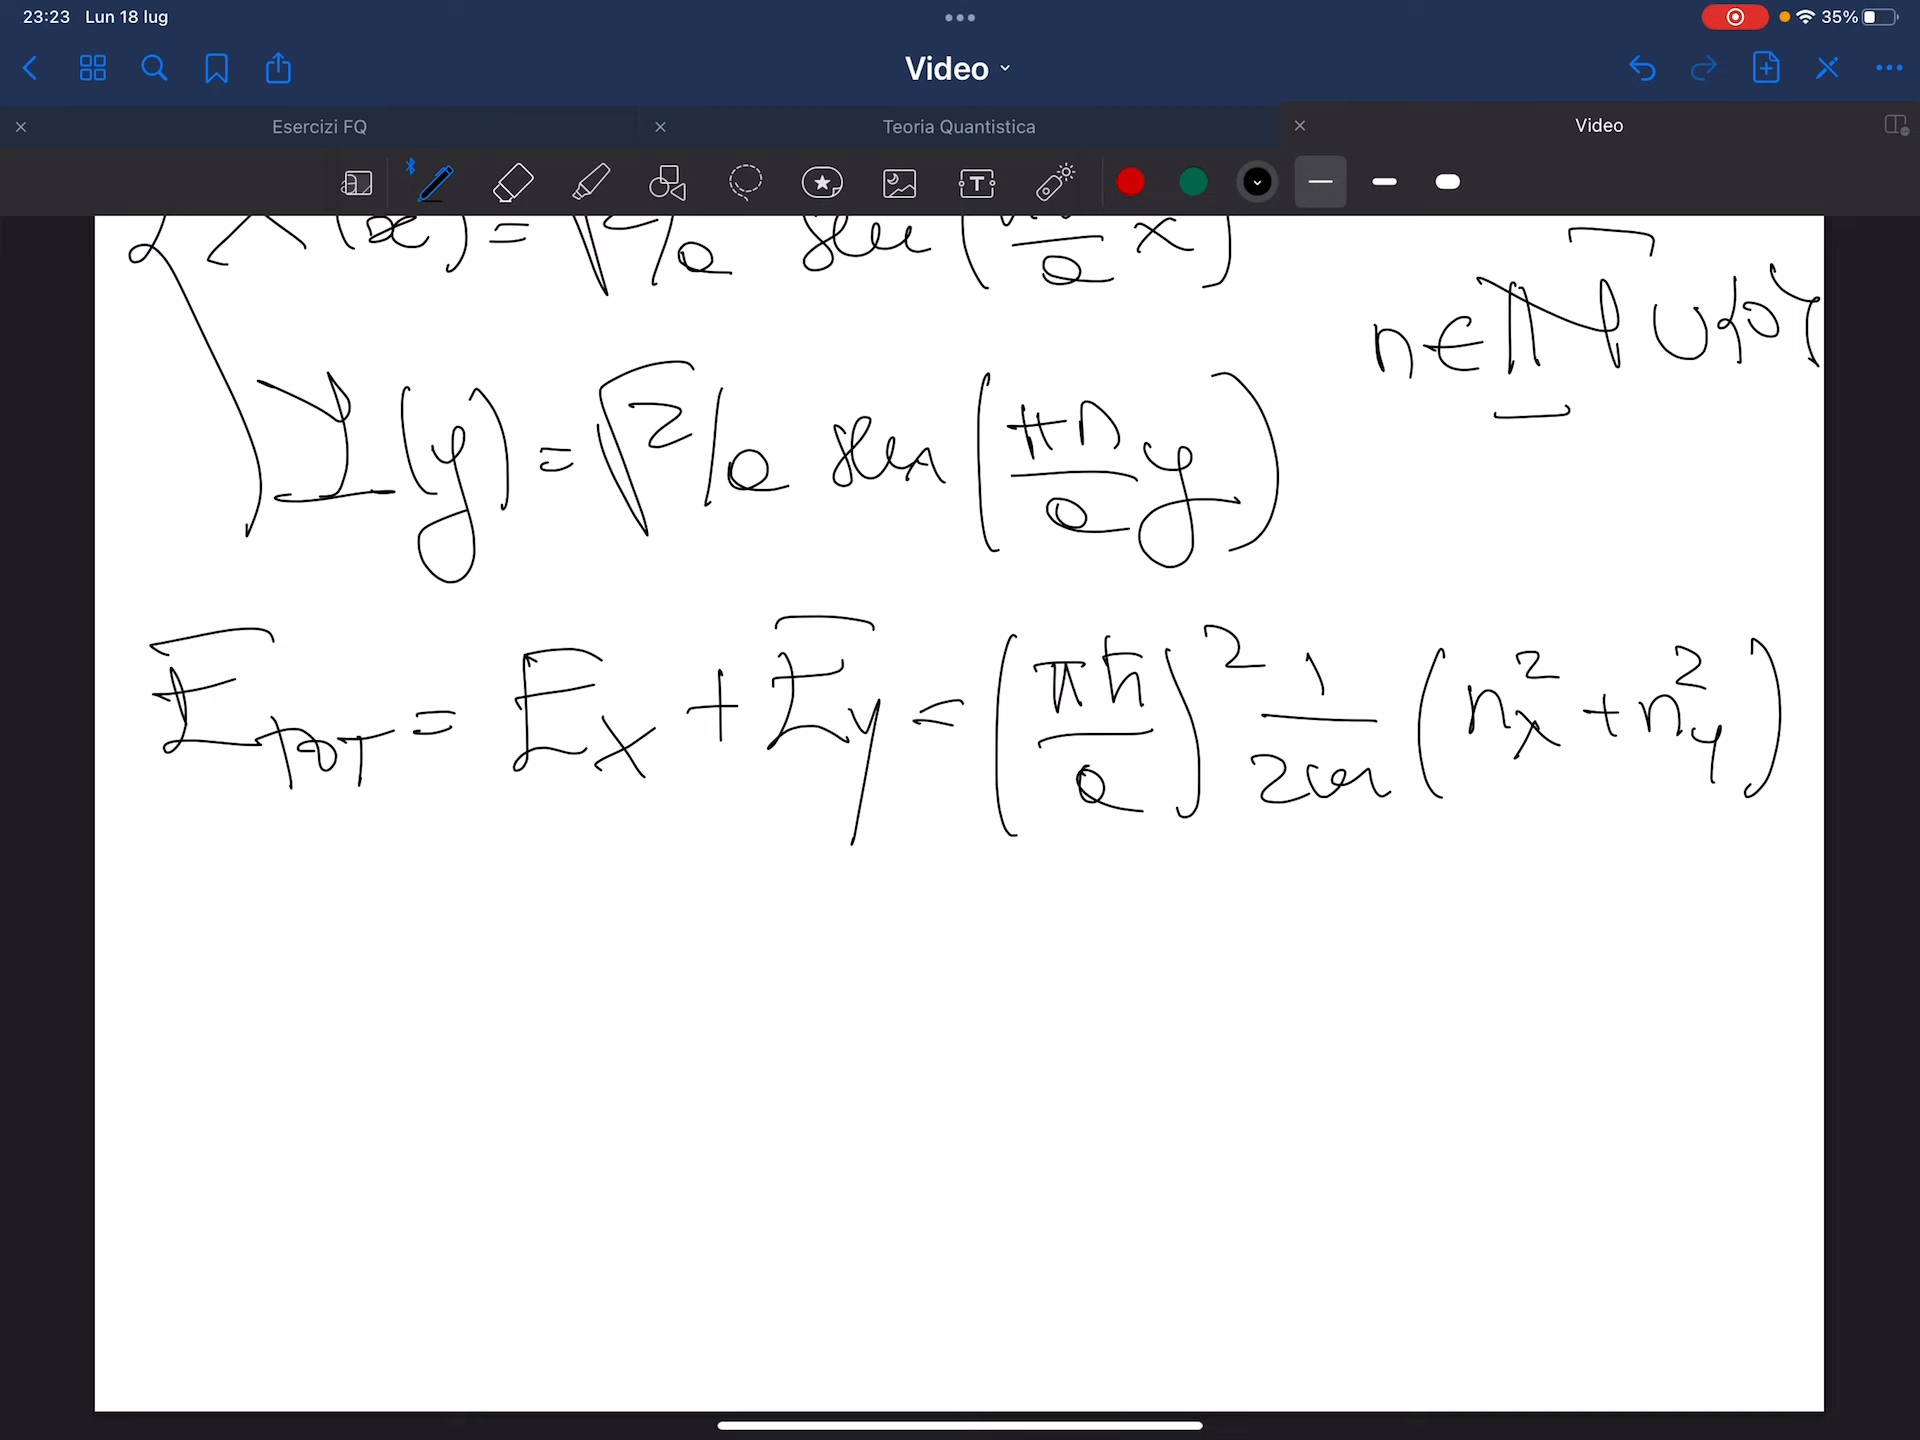 23:23 Lun 18 lug
35%
Video
Esercizi FQ
Teoria Quantistica
Video
X(x) = √2/a sen(πn/a x)
n ∈ ℕ \ {0}
Y(y) = √2/a sen(πn/a y)
E_TOT = E_x + E_y = (πħ/a)² 1/2m (n_x² + n_y²)